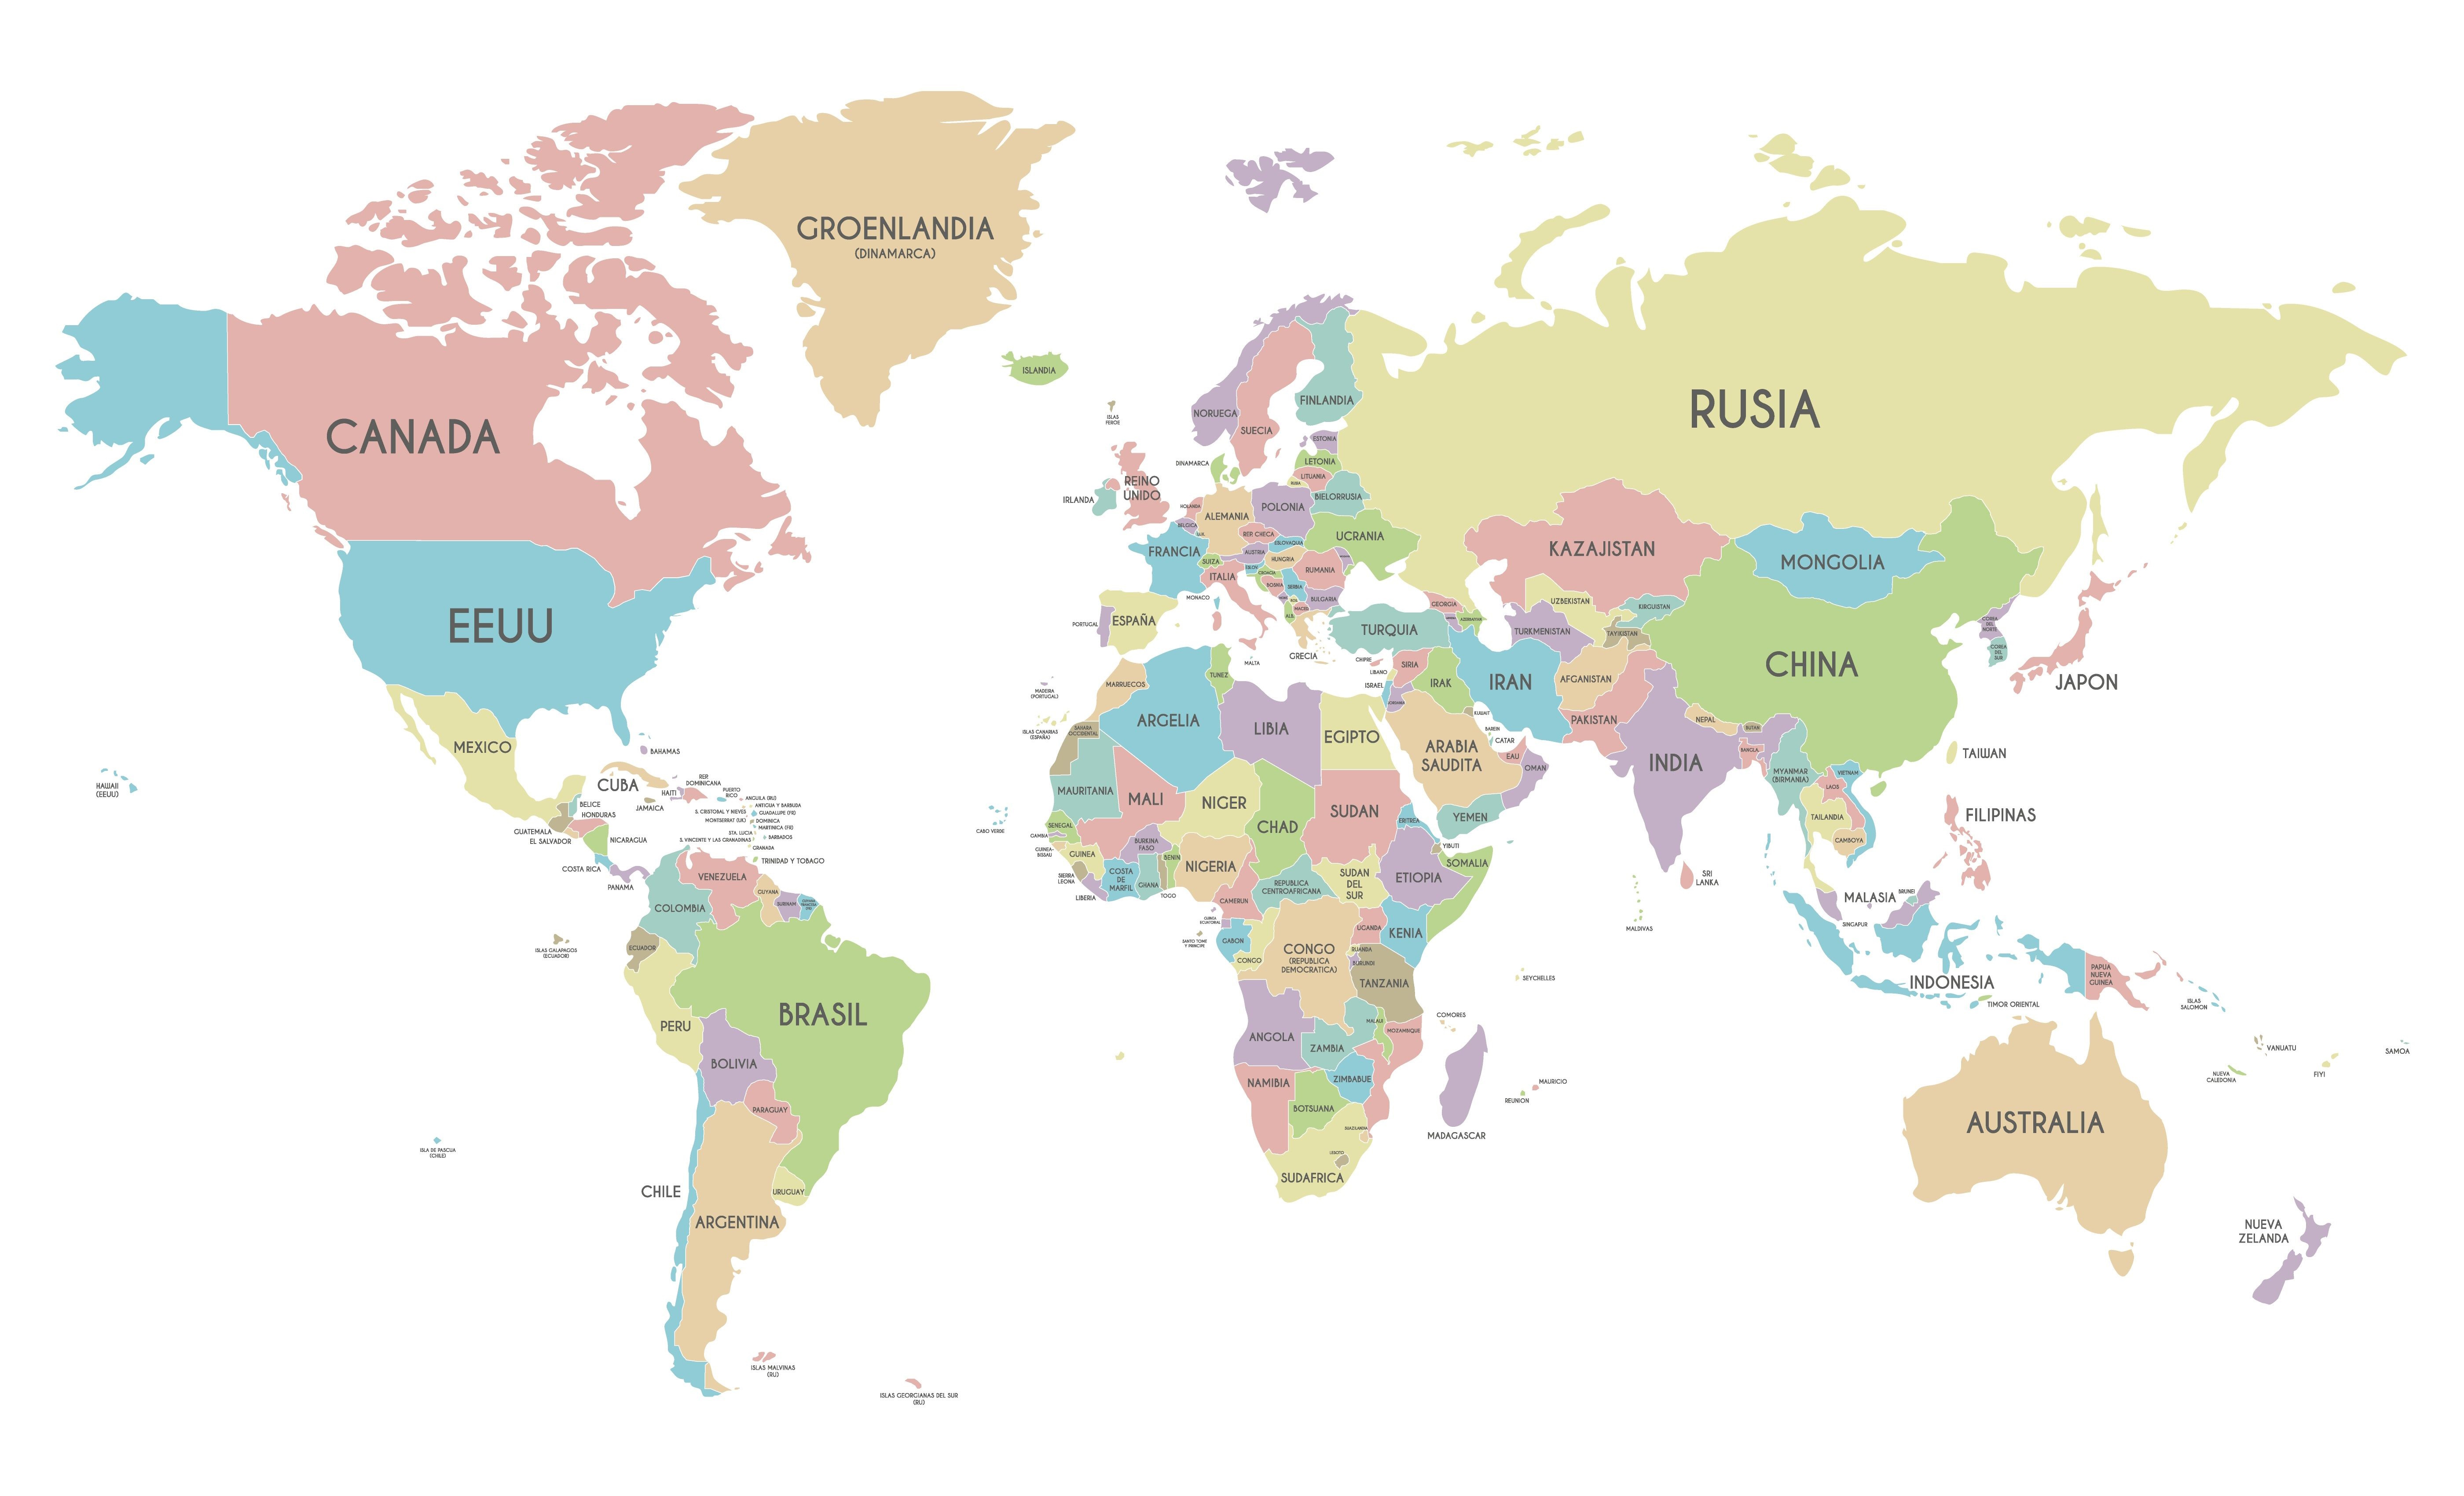 GROENLANDIA
(DINAMARCA)
CANADA
EEUU
MEXICO
HAWAII
(EEUU)
BAHAMAS
CUBA
HAITI
REP.
DOMINICANA
JAMAICA
PUERTO
RICO
ANGUILA (RU)
ANTIGUA Y BARBUDA
S. CRISTOBAL Y NIEVES
GUADALUPE (FR)
MONTSERRAT (UK)
DOMINICA
MARTINICA (FR)
STA. LUCIA
BARBADOS
S. VICENTE Y LAS GRANADINAS
GRANADA
TRINIDAD Y TOBAGO
BELICE
HONDURAS
GUATEMALA
EL SALVADOR
NICARAGUA
COSTA RICA
PANAMA
VENEZUELA
GUYANA
SURINAM
COLOMBIA
ISLAS GALAPAGOS
(ECUADOR)
ECUADOR
PERU
BRASIL
BOLIVIA
PARAGUAY
ISLA DE PASCUA
(CHILE)
CHILE
URUGUAY
ARGENTINA
ISLAS MALVINAS
(RU)
ISLAS GEORGIANAS DEL SUR
(RU)
ISLANDIA
ISLAS
FEROE
NORUEGA
SUECIA
FINLANDIA
ESTONIA
LETONIA
LITUANIA
RUSIA
BIELORRUSIA
DINAMARCA
REINO
UNIDO
IRLANDA
HOLANDA
BELGICA
LUX.
ALEMANIA
POLONIA
REP. CHECA
ESLOVAQUIA
UCRANIA
FRANCIA
SUIZA
AUSTRIA
HUNGRIA
RUMANIA
ITALIA
ESLOV.
CROACIA
BOSNIA
SERBIA
BULGARIA
MACED.
ALB.
MONACO
PORTUGAL
ESPAÑA
GRECIA
MALTA
RUSIA
KAZAJISTAN
MONGOLIA
GEORGIA
AZERBAIYAN
UZBEKISTAN
KIRGUISTAN
TURKMENISTAN
TAYIKISTAN
TURQUIA
CHIPRE
SIRIA
LIBANO
ISRAEL
JORDANIA
IRAK
IRAN
AFGANISTAN
PAKISTAN
KUWAIT
BAREIN
CATAR
EAU
OMAN
ARABIA
SAUDITA
YEMEN
CHINA
COREA
DEL
NORTE
COREA
DEL
SUR
JAPON
TAIWAN
NEPAL
BUTAN
BANGLA.
INDIA
MYANMAR
(BIRMANIA)
VIETNAM
LAOS
TAILANDIA
CAMBOYA
FILIPINAS
SRI
LANKA
MALDIVAS
MALASIA
BRUNEI
SINGAPUR
INDONESIA
TIMOR ORIENTAL
PAPUA
NUEVA
GUINEA
ISLAS
SALOMON
VANUATU
NUEVA
CALEDONIA
FIYI
SAMOA
AUSTRALIA
NUEVA
ZELANDA
MADEIRA
(PORTUGAL)
ISLAS CANARIAS
(ESPAÑA)
CABO VERDE
MARRUECOS
ARGELIA
TUNEZ
LIBIA
EGIPTO
SAHARA
OCCIDENTAL
MAURITANIA
MALI
NIGER
CHAD
SUDAN
ERITREA
YIBUTI
SOMALIA
ETIOPIA
SENEGAL
GAMBIA
GUINEA-
BISSAU
GUINEA
SIERRA
LEONA
LIBERIA
COSTA
DE
MARFIL
BURKINA
FASO
GHANA
TOGO
BENIN
NIGERIA
CAMERUN
REPUBLICA
CENTROAFRICANA
SUDAN
DEL
SUR
GUINEA
ECUATORIAL
SANTO TOME
Y PRINCIPE
GABON
CONGO
CONGO
(REPUBLICA
DEMOCRATICA)
UGANDA
KENIA
RUANDA
BURUNDI
TANZANIA
SEYCHELLES
COMORES
ANGOLA
ZAMBIA
MALAUI
MOZAMBIQUE
ZIMBABUE
NAMIBIA
BOTSUANA
SUAZILANDIA
LESOTO
SUDAFRICA
MADAGASCAR
MAURICIO
REUNION